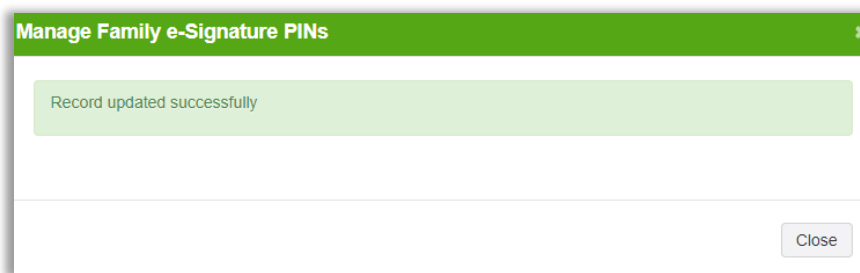 Manage Family e-Signature PINs
Record updated successfully
Close